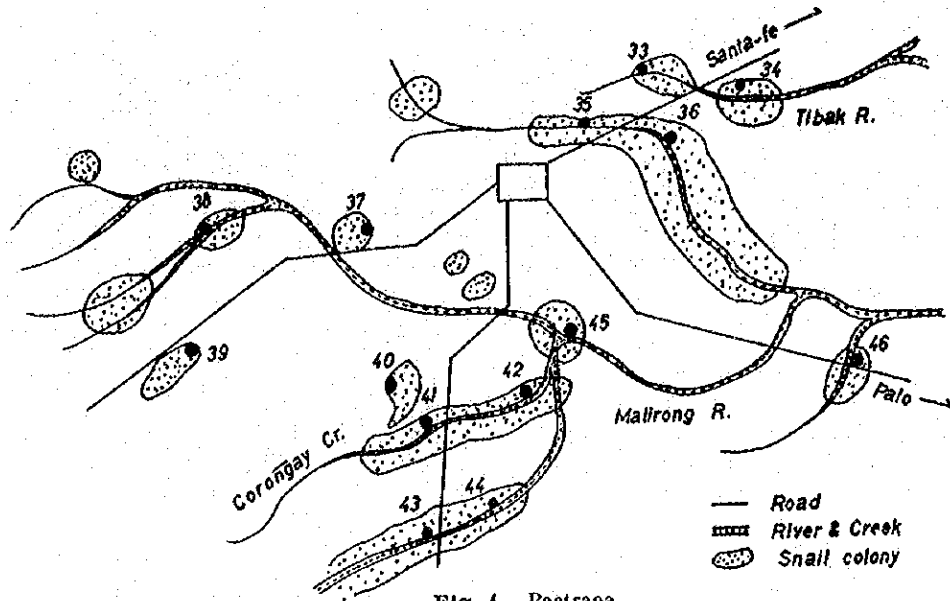 Santa-fe
33
34
Tibak R.
35
36
37
38
39
40
41
42
45
46
Palo
Malirong R.
Corongay Cr.
43
44
Road
River & Creek
Snail colony
Fig. 4. Pastrana